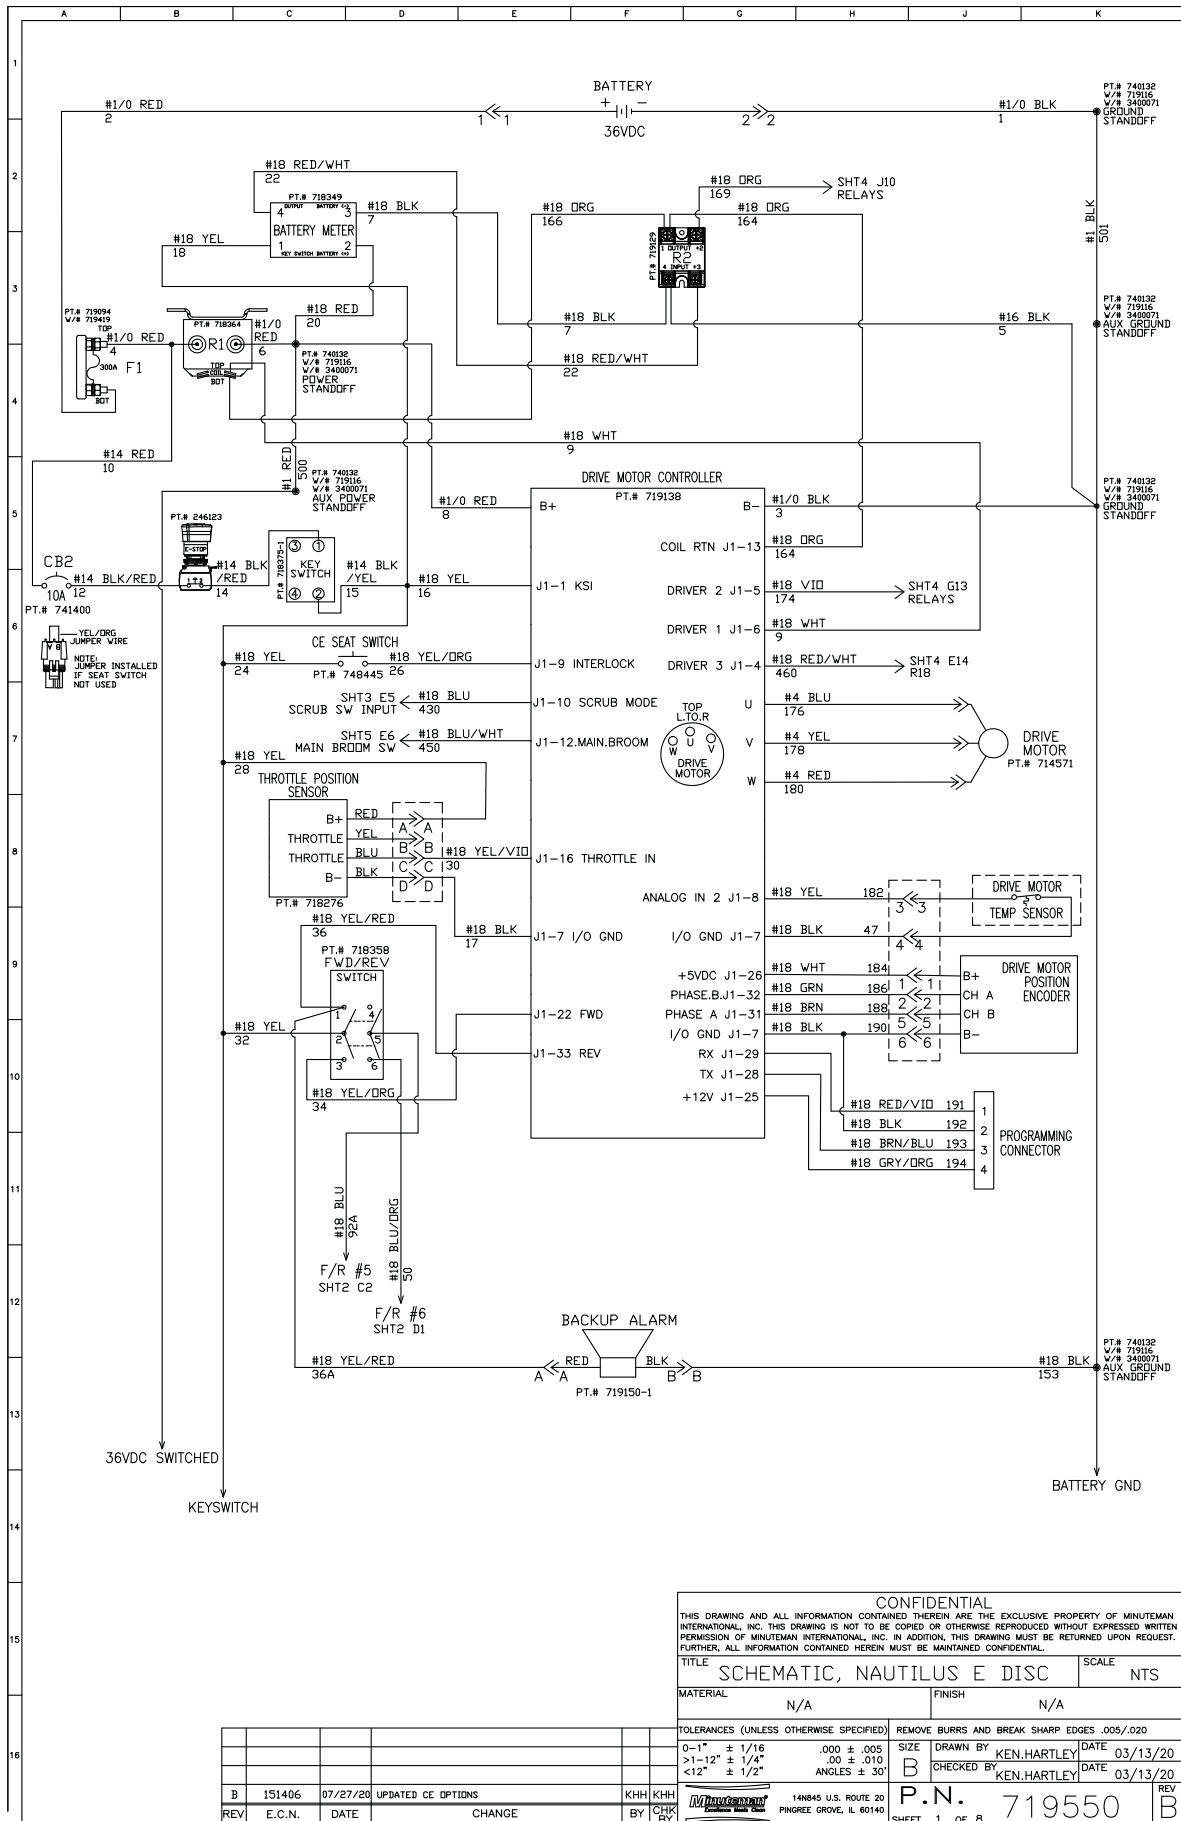 A B C D E F G H J K
1
2
3
4
5
6
7
8
9
10
11
12
13
14
15
16
BATTERY
+ -
36VDC
#1/0 RED
2
1 1
2 2
#1/0 BLK
1
PT.# 740132
W/# 719116
W/# 3400071
GROUND
STANDOFF
#18 RED/WHT
22
PT.# 718349
OUTPUT BATTERY (-)
4 3
BATTERY METER
1 2
KEY SWITCH BATTERY (+)
#18 BLK
7
#18 YEL
18
#18 ORG
169
SHT4 J10
RELAYS
#18 ORG
166
#18 ORG
164
PT.# 719129
1 OUTPUT +2
R2
4 INPUT +3
#1 BLK
501
PT.# 740132
W/# 719116
W/# 3400071
AUX GROUND
STANDOFF
#18 RED
20
#18 BLK
7
#16 BLK
5
PT.# 719094
W/# 719419
TOP
#1/0 RED
4
300A
F1
BOT
PT.# 718364
R1
TOP
COIL
BOT
#1/0
RED
6
PT.# 740132
W/# 719116
W/# 3400071
POWER
STANDOFF
#18 RED/WHT
22
#14 RED
10
#1 RED
500
#18 WHT
9
PT.# 740132
W/# 719116
W/# 3400071
AUX POWER
STANDOFF
DRIVE MOTOR CONTROLLER
PT.# 719138
#1/0 RED
8
B+
B-
#1/0 BLK
3
PT.# 740132
W/# 719116
W/# 3400071
GROUND
STANDOFF
PT.# 246123
E-STOP
CB2
10A
PT.# 741400
#14 BLK/RED
12
#14 BLK
/RED
14
PT.# 718375-1
3 1
KEY
SWITCH
4 2
#14 BLK
/YEL
15
#18 YEL
16
J1-1 KSI
COIL RTN J1-13
#18 ORG
164
DRIVER 2 J1-5
#18 VIO
174
SHT4 G13
RELAYS
DRIVER 1 J1-6
#18 WHT
9
YEL/ORG
JUMPER WIRE
B A
NOTE:
JUMPER INSTALLED
IF SEAT SWITCH
NOT USED
CE SEAT SWITCH
#18 YEL
24
PT.# 748445
#18 YEL/ORG
26
J1-9 INTERLOCK
DRIVER 3 J1-4
#18 RED/WHT
460
SHT4 E14
R18
SHT3 E5
SCRUB SW INPUT
#18 BLU
430
J1-10 SCRUB MODE
SHT5 E6
MAIN BROOM SW
#18 BLU/WHT
450
J1-12.MAIN.BROOM
TOP
L.TO.R
W U V
DRIVE
MOTOR
U
#4 BLU
176
V
#4 YEL
178
W
#4 RED
180
DRIVE
MOTOR
PT.# 714571
#18 YEL
28
THROTTLE POSITION
SENSOR
B+
RED
A A
THROTTLE
YEL
B B
THROTTLE
BLU
C C
B-
BLK
D D
PT.# 718276
#18 YEL/VIO
30
J1-16 THROTTLE IN
#18 BLK
17
J1-7 I/O GND
ANALOG IN 2 J1-8
#18 YEL
182
3 3
DRIVE MOTOR
TEMP SENSOR
I/O GND J1-7
#18 BLK
47
4 4
#18 YEL/RED
36
PT.# 718358
FWD/REV
SWITCH
1 4
2 5
3 6
#18 YEL
32
#18 YEL/ORG
34
J1-22 FWD
J1-33 REV
+5VDC J1-26
#18 WHT
184
1 1
B+
PHASE.B.J1-32
#18 GRN
186
2 2
CH A
PHASE A J1-31
#18 BRN
188
5 5
CH B
I/O GND J1-7
#18 BLK
190
6 6
B-
DRIVE MOTOR
POSITION
ENCODER
RX J1-29
TX J1-28
+12V J1-25
#18 RED/VIO 191
1
#18 BLK 192
2
#18 BRN/BLU 193
3
#18 GRY/ORG 194
4
PROGRAMMING
CONNECTOR
#18 BLU
92A
#18 BLU/ORG
50
F/R #5
SHT2 C2
F/R #6
SHT2 D1
BACKUP ALARM
#18 YEL/RED
36A
A A
RED
BLK
B B
PT.# 719150-1
#18 BLK
153
PT.# 740132
W/# 719116
W/# 3400071
AUX GROUND
STANDOFF
36VDC SWITCHED
KEYSWITCH
BATTERY GND
CONFIDENTIAL
THIS DRAWING AND ALL INFORMATION CONTAINED THEREIN ARE THE EXCLUSIVE PROPERTY OF MINUTEMAN
INTERNATIONAL, INC. THIS DRAWING IS NOT TO BE COPIED OR OTHERWISE REPRODUCED WITHOUT EXPRESSED WRITTEN
PERMISSION OF MINUTEMAN INTERNATIONAL, INC. IN ADDITION, THIS DRAWING MUST BE RETURNED UPON REQUEST.
FURTHER, ALL INFORMATION CONTAINED HEREIN MUST BE MAINTAINED CONFIDENTIAL.
TITLE SCHEMATIC, NAUTILUS E DISC
SCALE NTS
MATERIAL N/A
FINISH N/A
TOLERANCES (UNLESS OTHERWISE SPECIFIED)
REMOVE BURRS AND BREAK SHARP EDGES .005/.020
0-1" ± 1/16 .000 ± .005
>1-12" ± 1/4" .00 ± .010
<12" ± 1/2" ANGLES ± 30'
SIZE B
DRAWN BY KEN.HARTLEY DATE 03/13/20
CHECKED BY KEN.HARTLEY DATE 03/13/20
Minuteman
Excellence Meets Clean
14N845 U.S. ROUTE 20
PINGREE GROVE, IL 60140
P.N. 719550
REV B
SHEET 1 OF 8
B 151406 07/27/20 UPDATED CE OPTIONS KHH KHH
REV E.C.N. DATE CHANGE BY CHK BY